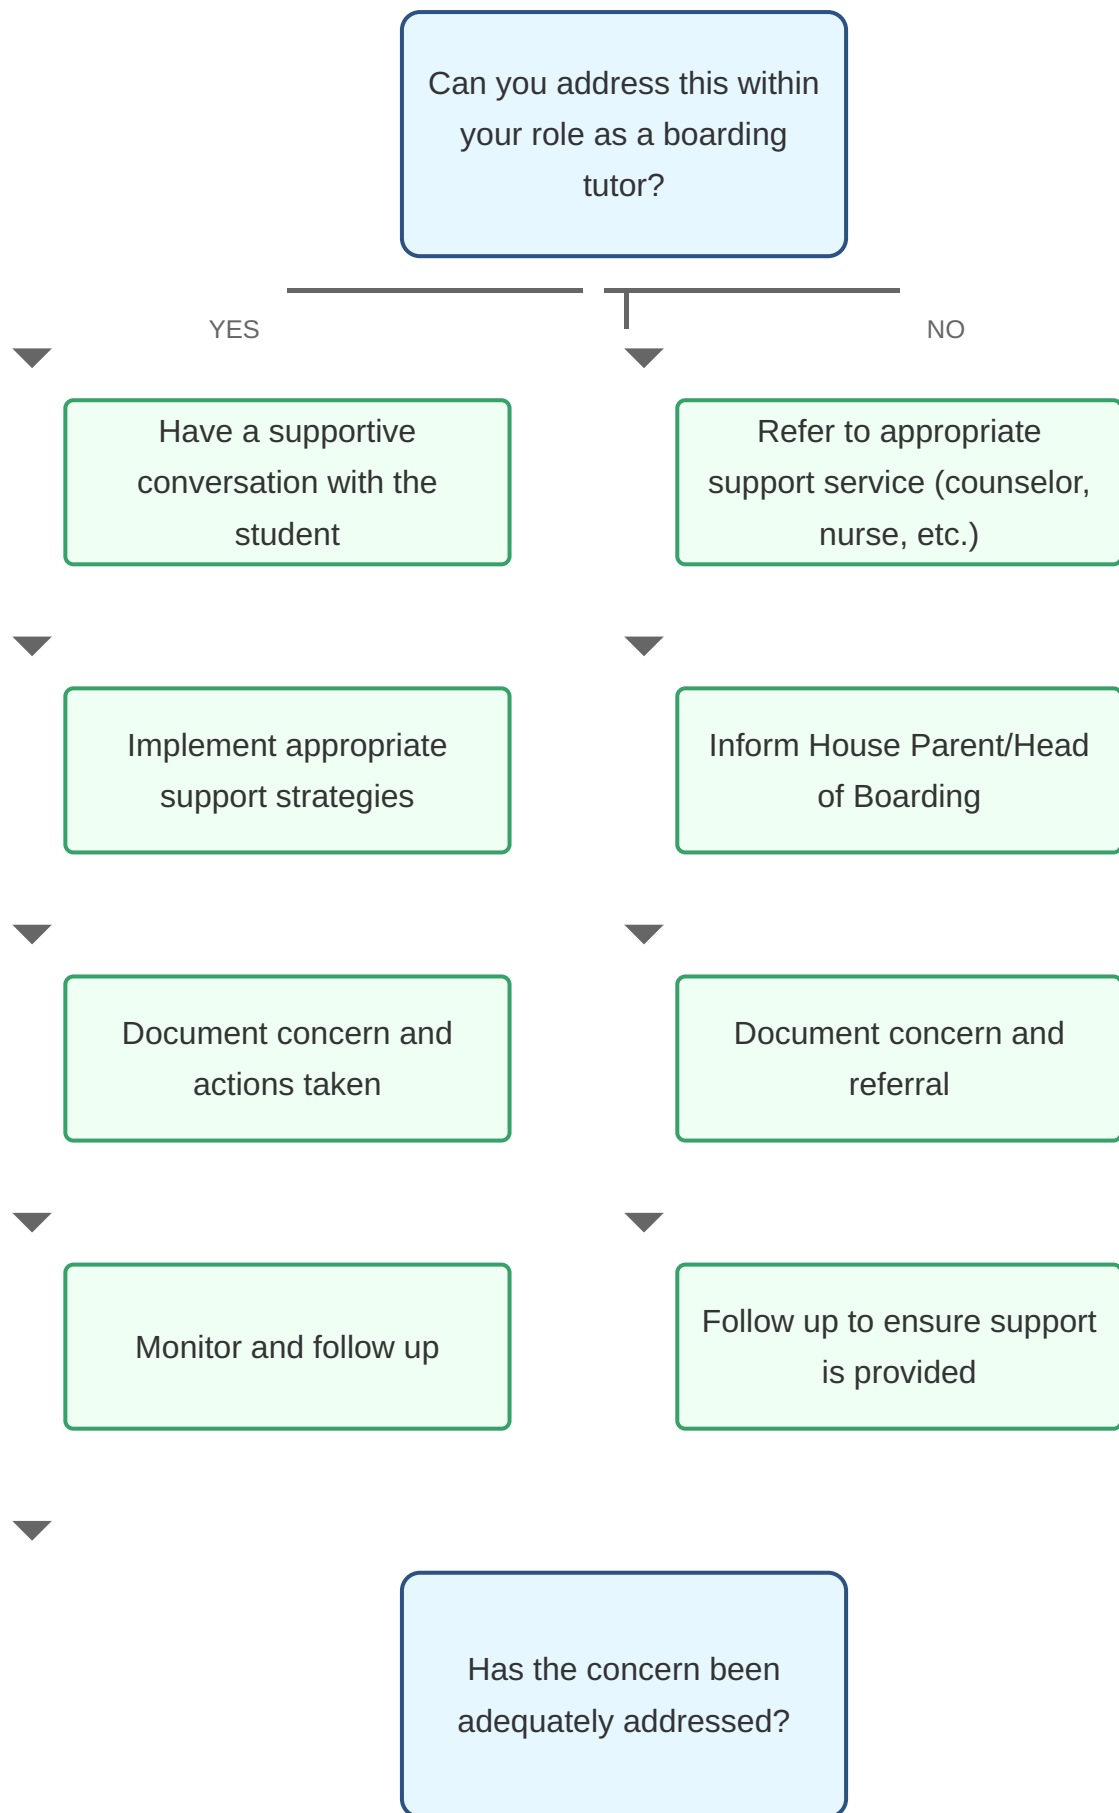 Can you address this within
your role as a boarding
tutor?
YES
NO
Have a supportive
conversation with the
student
Refer to appropriate
support service (counselor,
nurse, etc.)
Implement appropriate
support strategies
Inform House Parent/Head
of Boarding
Document concern and
actions taken
Document concern and
referral
Monitor and follow up
Follow up to ensure support
is provided
Has the concern been
adequately addressed?